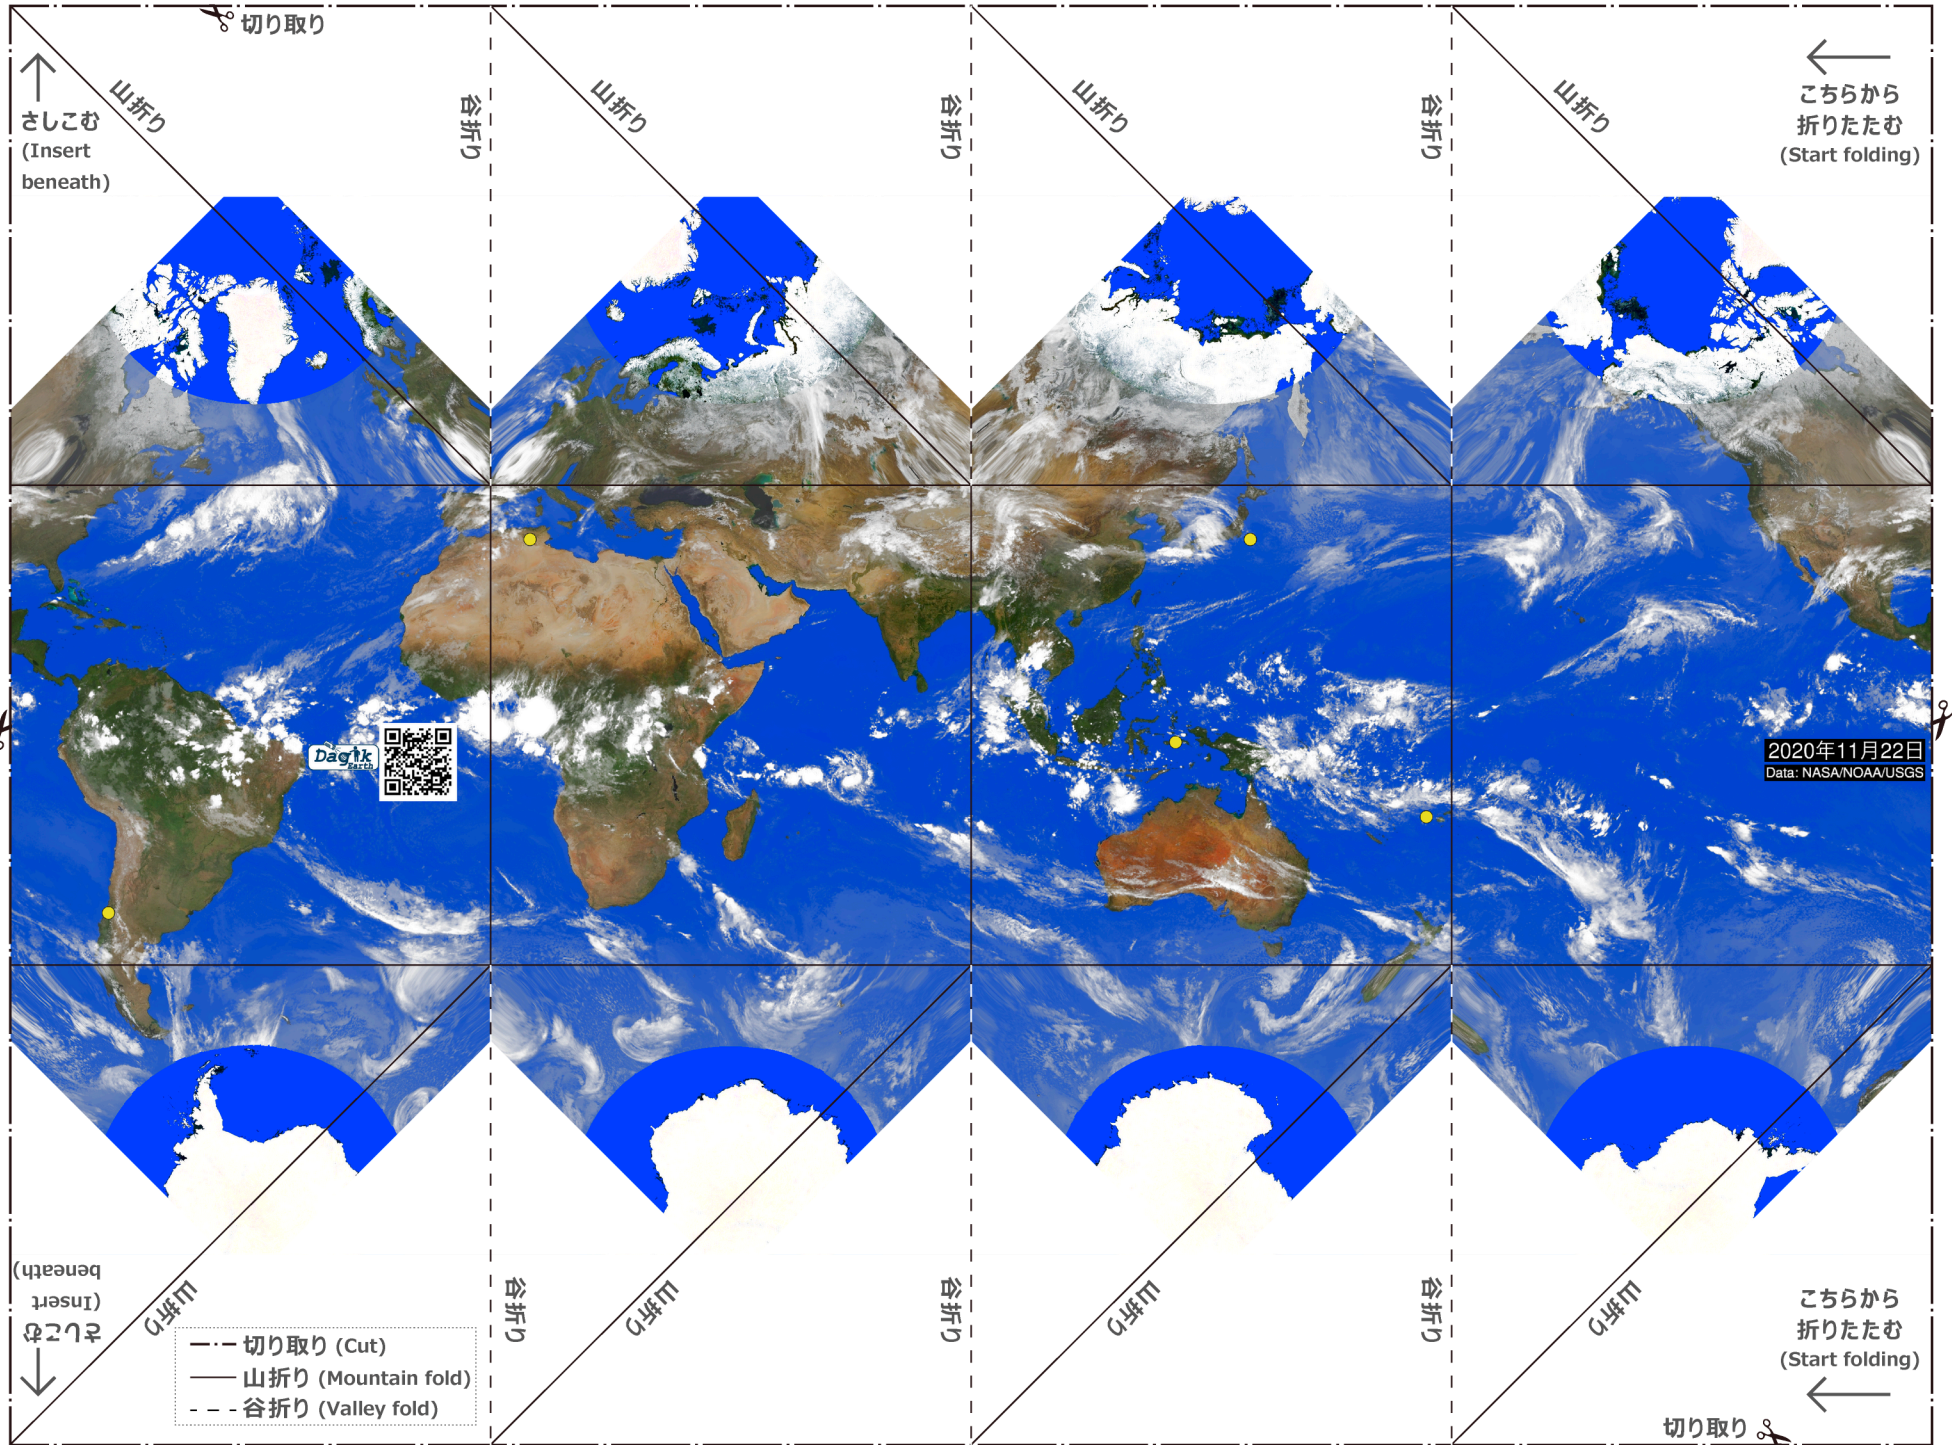 切り取り
さしこむ
(Insert
beneath)
山折り
谷折り
山折り
谷折り
山折り
谷折り
山折り
こちらから
折りたたむ
(Start folding)
Dagik
Earth
2020年11月22日
Data: NASA/NOAA/USGS
さしこむ
(Insert
beneath)
山折り
谷折り
山折り
谷折り
山折り
谷折り
山折り
こちらから
折りたたむ
(Start folding)
切り取り (Cut)
山折り (Mountain fold)
谷折り (Valley fold)
切り取り